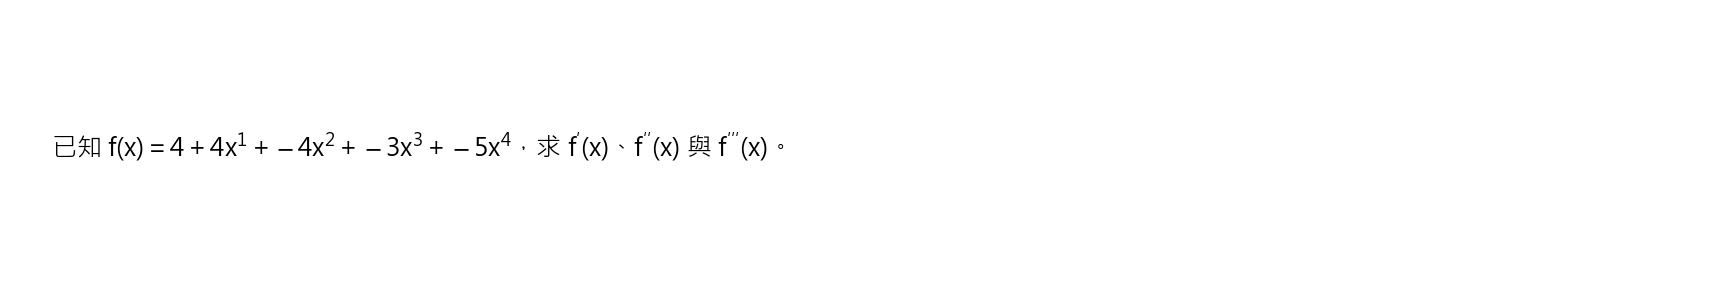 已知 f(x) = 4 + 4x¹ + −4x² + −3x³ + −5x⁴，求 f′(x)、f′′(x) 與 f′′′(x)。